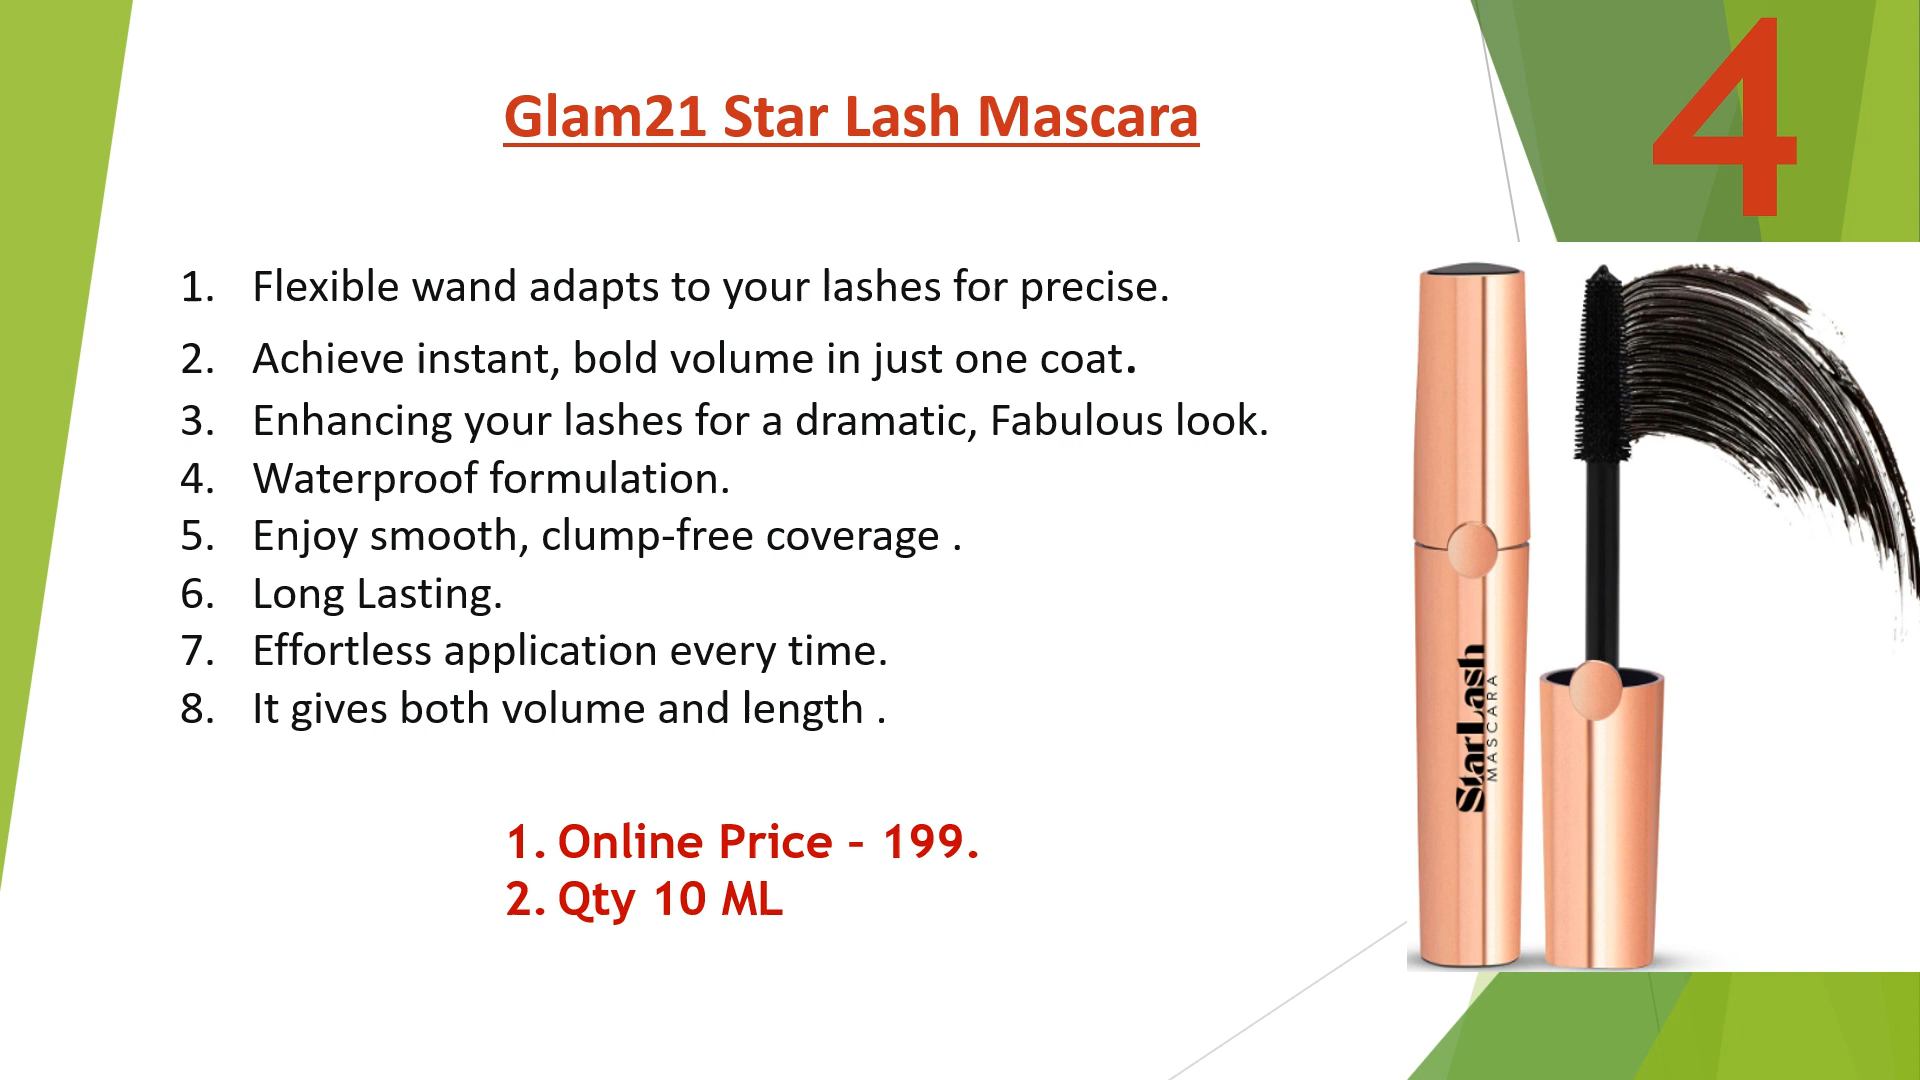 4
Glam21 Star Lash Mascara
1. Flexible wand adapts to your lashes for precise.
2. Achieve instant, bold volume in just one coat.
3. Enhancing your lashes for a dramatic, Fabulous look.
4. Waterproof formulation.
5. Enjoy smooth, clump-free coverage .
6. Long Lasting.
7. Effortless application every time.
8. It gives both volume and length .
1. Online Price – 199.
2. Qty 10 ML
StarLash
MASCARA